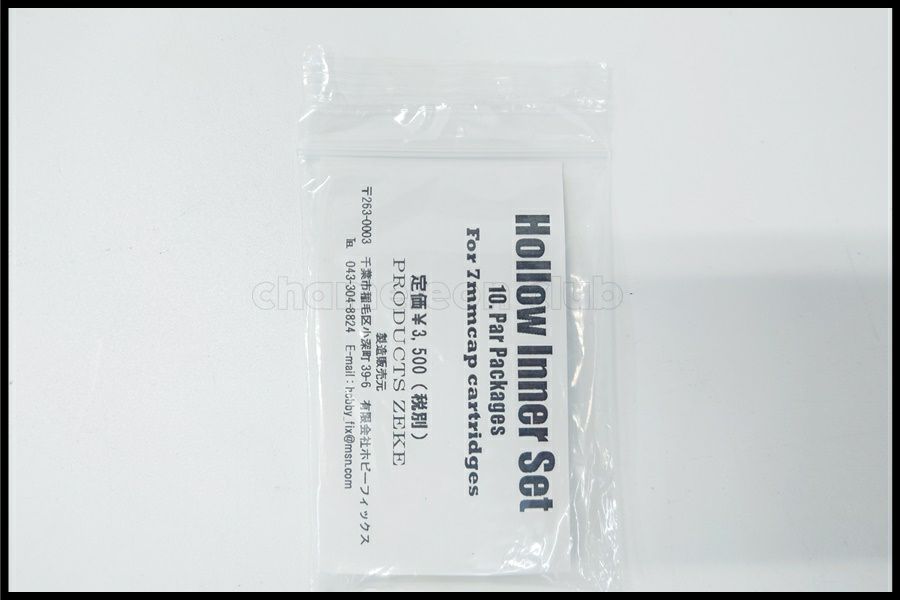 Hollow Inner Set
10. Par Packages
For 7mmcap cartridges
定価¥3,500(税別)
PRODUCTS ZEKE
製造販売元
〒263-0003 千葉市稲毛区小深町39-6 有限会社ホビーフィックス
℡ 043-304-8824 E-mail:hobby_fix@msn.com